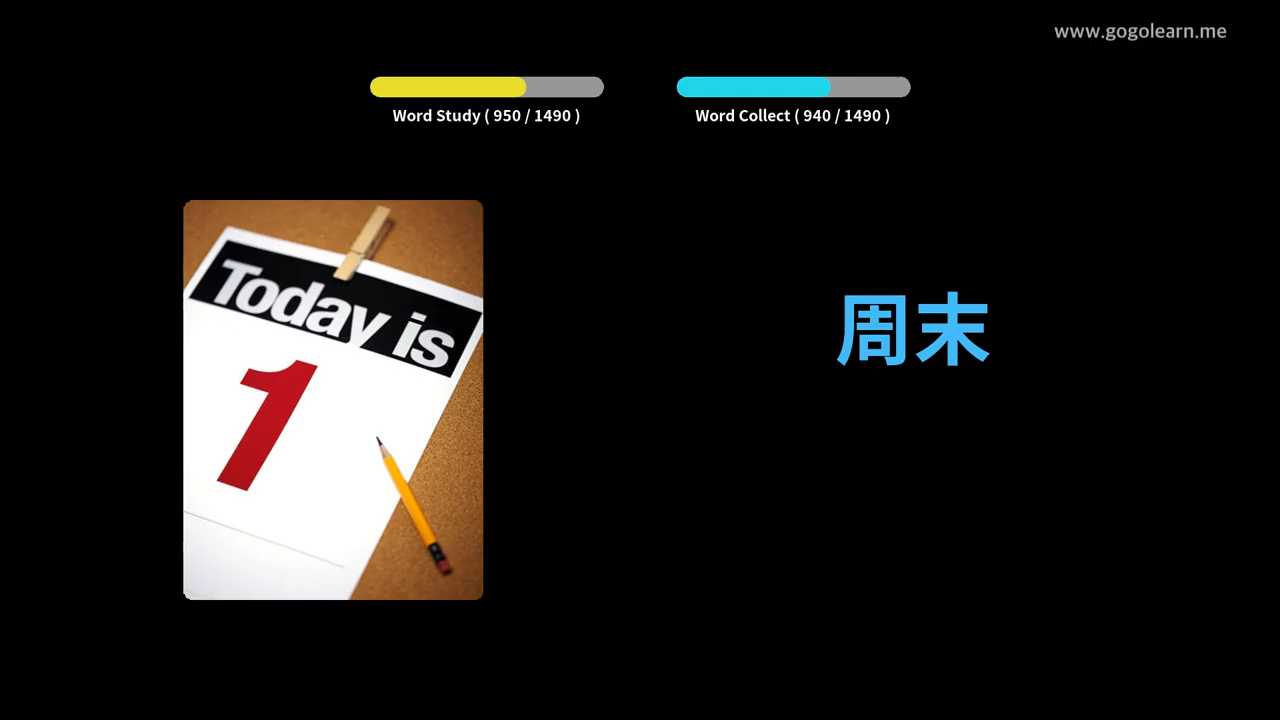 www.gogolearn.me
Word Study ( 950 / 1490 )
Word Collect ( 940 / 1490 )
Today is
1
周末